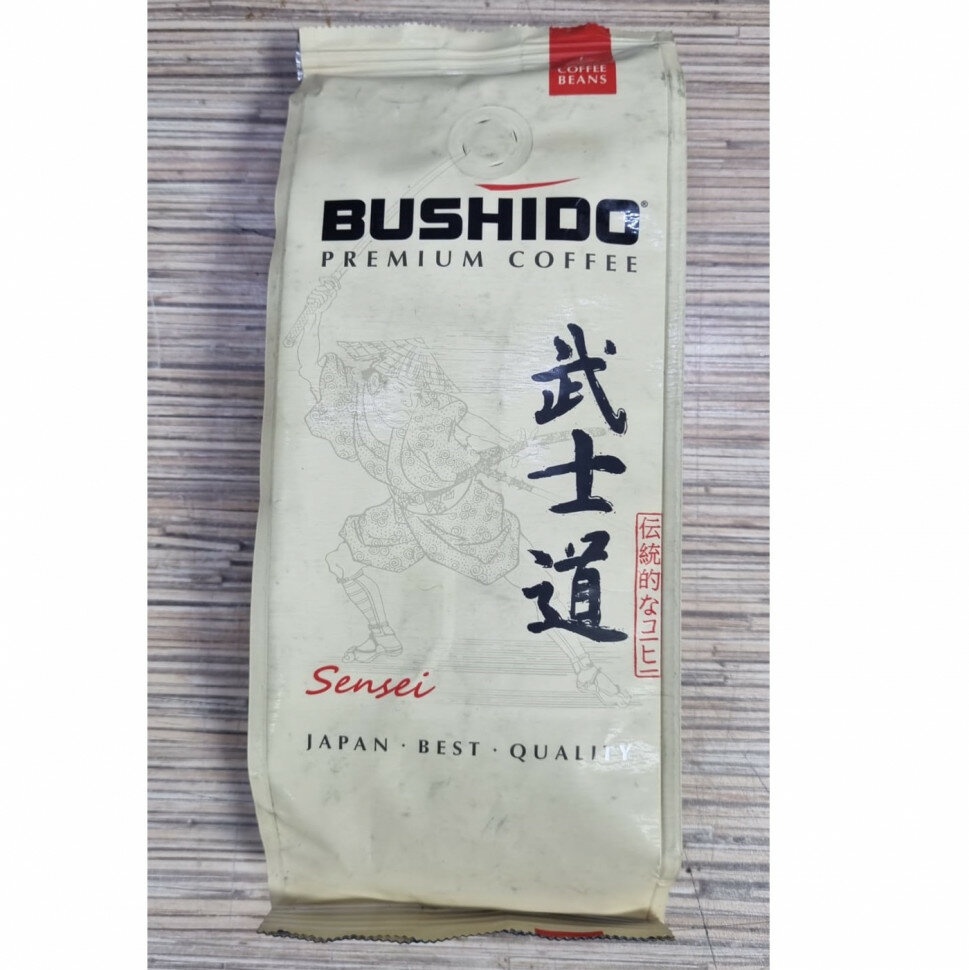 COFFEE
BEANS
BUSHIDO®
PREMIUM COFFEE
武士道
伝統的なコーヒー
Sensei
JAPAN · BEST · QUALITY